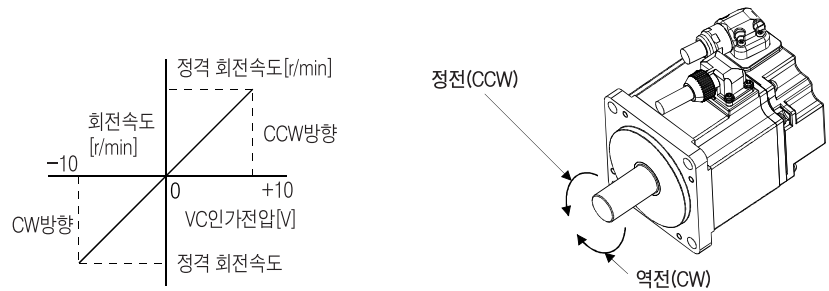 정격 회전속도[r/min]
회전속도
[r/min]
CCW방향
-10
0
+10
CW방향
VC인가전압[V]
정격 회전속도
정전(CCW)
역전(CW)